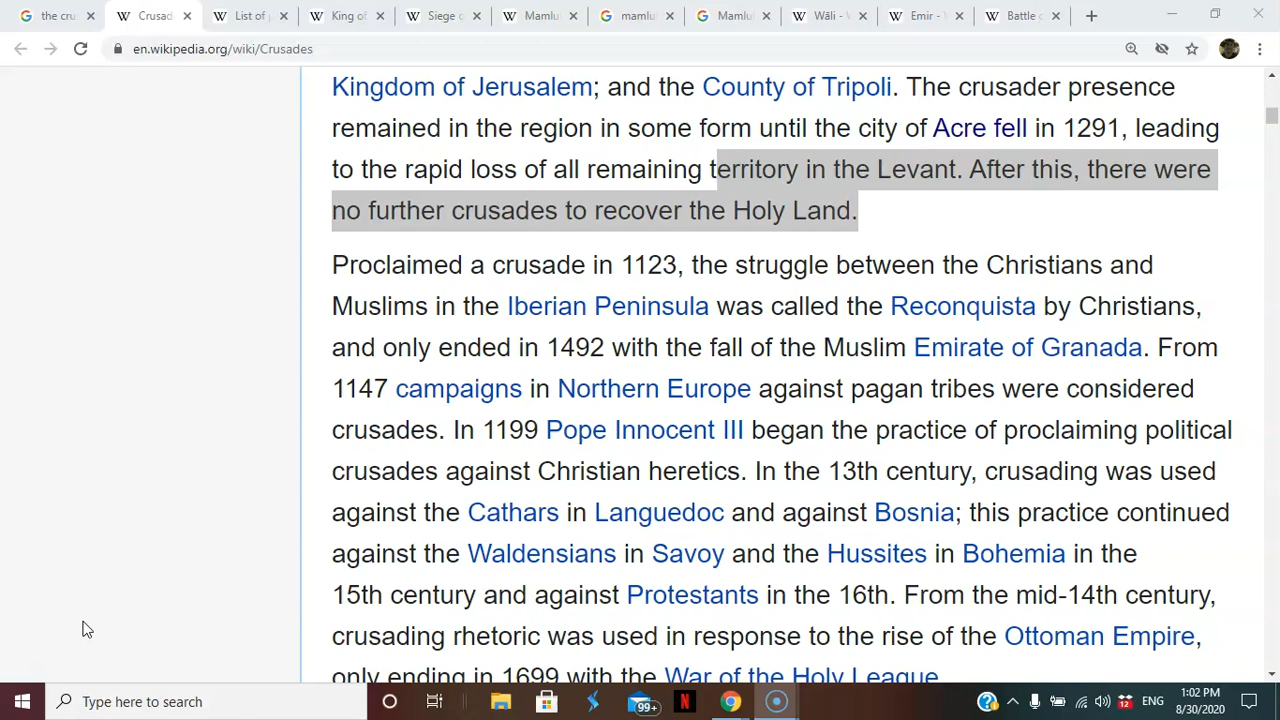 the cru
Crusad
List of
King of
Siege o
Mamlu
mamlu
Mamlu
Wāli - W
Emir - W
Battle o
en.wikipedia.org/wiki/Crusades
Kingdom of Jerusalem; and the County of Tripoli. The crusader presence
remained in the region in some form until the city of Acre fell in 1291, leading
to the rapid loss of all remaining territory in the Levant. After this, there were
no further crusades to recover the Holy Land.
Proclaimed a crusade in 1123, the struggle between the Christians and
Muslims in the Iberian Peninsula was called the Reconquista by Christians,
and only ended in 1492 with the fall of the Muslim Emirate of Granada. From
1147 campaigns in Northern Europe against pagan tribes were considered
crusades. In 1199 Pope Innocent III began the practice of proclaiming political
crusades against Christian heretics. In the 13th century, crusading was used
against the Cathars in Languedoc and against Bosnia; this practice continued
against the Waldensians in Savoy and the Hussites in Bohemia in the
15th century and against Protestants in the 16th. From the mid-14th century,
crusading rhetoric was used in response to the rise of the Ottoman Empire,
only ending in 1699 with the War of the Holy League.
Type here to search
99+
N
12
ENG
1:02 PM
8/30/2020